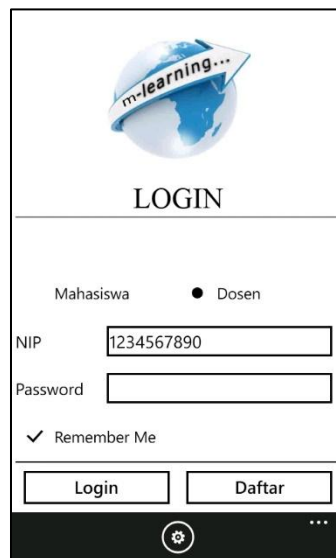 m-learning...
LOGIN
Mahasiswa Dosen
NIP 1234567890
Password
Remember Me
Login Daftar